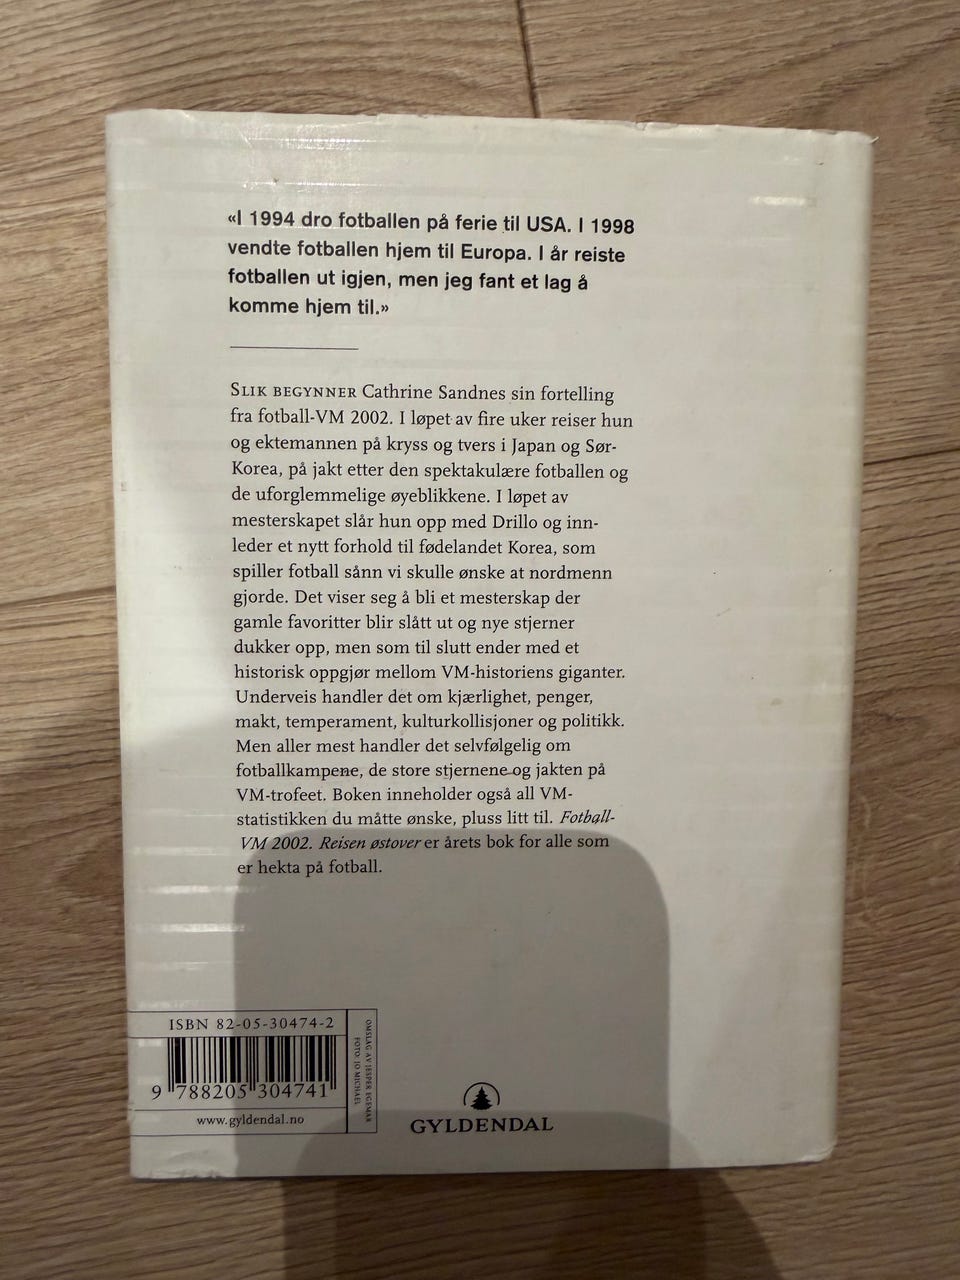 «I 1994 dro fotballen på ferie til USA. I 1998
vendte fotballen hjem til Europa. I år reiste
fotballen ut igjen, men jeg fant et lag å
komme hjem til.»
SLIK BEGYNNER Cathrine Sandnes sin fortelling
fra fotball-VM 2002. I løpet av fire uker reiser hun
og ektemannen på kryss og tvers i Japan og Sør-
Korea, på jakt etter den spektakulære fotballen og
de uforglemmelige øyeblikkene. I løpet av
mesterskapet slår hun opp med Drillo og inn-
leder et nytt forhold til fødelandet Korea, som
spiller fotball sånn vi skulle ønske at nordmenn
gjorde. Det viser seg å bli et mesterskap der
gamle favoritter blir slått ut og nye stjerner
dukker opp, men som til slutt ender med et
historisk oppgjør mellom VM-historiens giganter.
Underveis handler det om kjærlighet, penger,
makt, temperament, kulturkollisjoner og politikk.
Men aller mest handler det selvfølgelig om
fotballkampene, de store stjernene og jakten på
VM-trofeet. Boken inneholder også all VM-
statistikken du måtte ønske, pluss litt til. Fotball-
VM 2002. Reisen østover er årets bok for alle som
er hekta på fotball.
ISBN 82-05-30474-2
9 788205 304741
www.gyldendal.no
OMSLAG AV JESPER EGEMAR
FOTO: JO MICHAEL
GYLDENDAL